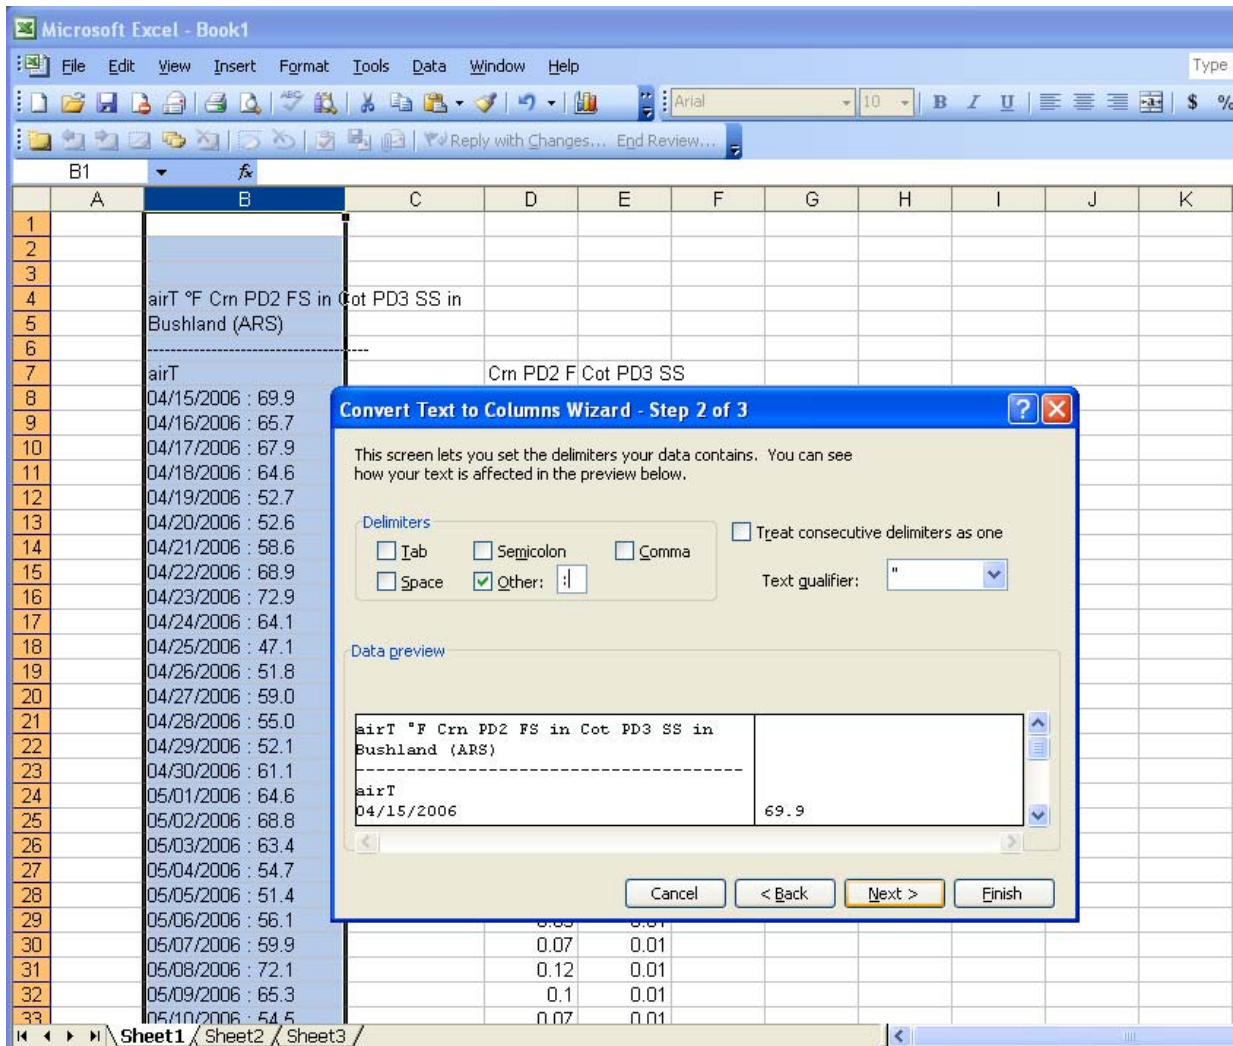 Microsoft Excel - Book1
File Edit View Insert Format Tools Data Window Help Type
Arial 10 B I U $ %
Reply with Changes... End Review...
B1 fx
A B C D E F G H I J K
1
2
3
4 airT °F Crn PD2 FS in Cot PD3 SS in
5 Bushland (ARS)
6 ---------------------------------------
7 airT Crn PD2 F Cot PD3 SS
8 04/15/2006 : 69.9
9 04/16/2006 : 65.7
10 04/17/2006 : 67.9
11 04/18/2006 : 64.6
12 04/19/2006 : 52.7
13 04/20/2006 : 52.6
14 04/21/2006 : 58.6
15 04/22/2006 : 68.9
16 04/23/2006 : 72.9
17 04/24/2006 : 64.1
18 04/25/2006 : 47.1
19 04/26/2006 : 51.8
20 04/27/2006 : 59.0
21 04/28/2006 : 55.0
22 04/29/2006 : 52.1
23 04/30/2006 : 61.1
24 05/01/2006 : 64.6
25 05/02/2006 : 68.8
26 05/03/2006 : 63.4
27 05/04/2006 : 54.7
28 05/05/2006 : 51.4
29 05/06/2006 : 56.1
30 05/07/2006 : 59.9 0.07 0.01
31 05/08/2006 : 72.1 0.12 0.01
32 05/09/2006 : 65.3 0.1 0.01
33 05/10/2006 : 54.5 0.07 0.01
Convert Text to Columns Wizard - Step 2 of 3
This screen lets you set the delimiters your data contains. You can see
how your text is affected in the preview below.
Delimiters
Tab Semicolon Comma
Space Other: :
Treat consecutive delimiters as one
Text qualifier: "
Data preview
airT °F Crn PD2 FS in Cot PD3 SS in
Bushland (ARS)
---------------------------------------
airT
04/15/2006 69.9
Cancel < Back Next > Finish
Sheet1 / Sheet2 / Sheet3 /